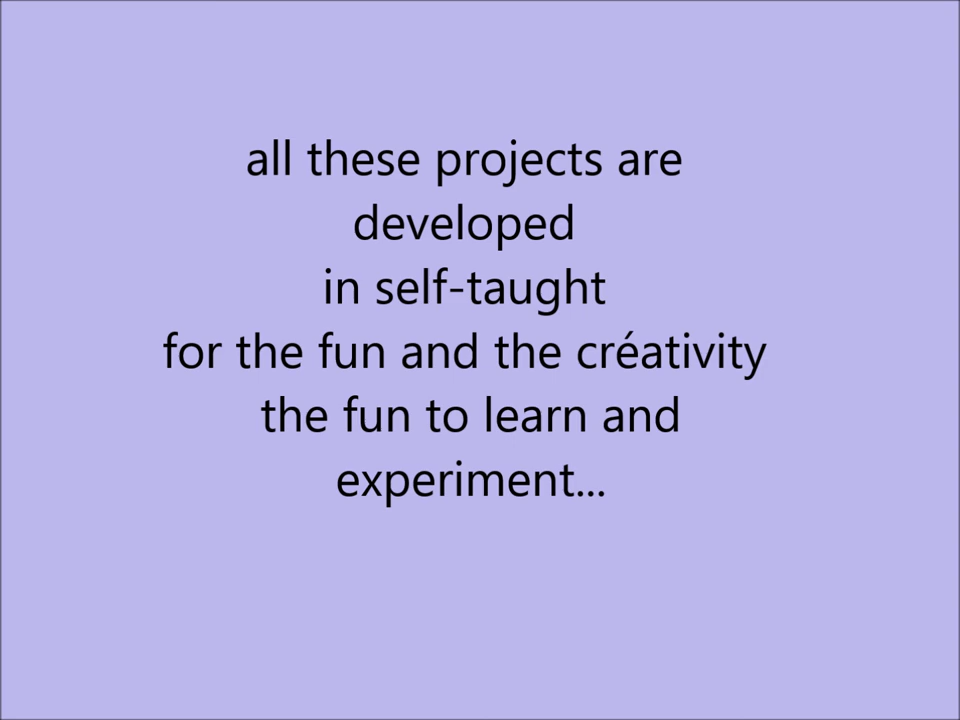 all these projects are
developed
in self-taught
for the fun and the créativity
the fun to learn and
experiment...